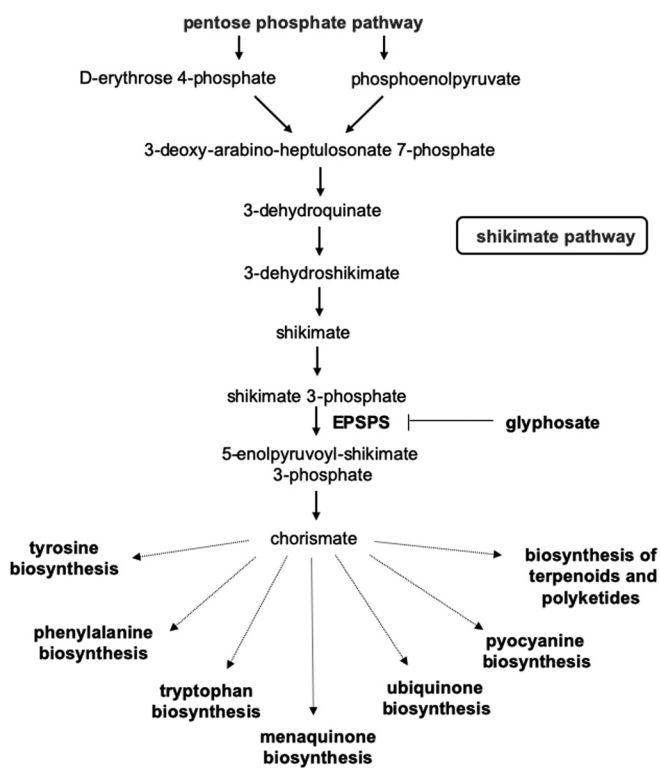 pentose phosphate pathway
D-erythrose 4-phosphate
phosphoenolpyruvate
3-deoxy-arabino-heptulosonate 7-phosphate
3-dehydroquinate
shikimate pathway
3-dehydroshikimate
shikimate
shikimate 3-phosphate
EPSPS
glyphosate
5-enolpyruvoyl-shikimate
3-phosphate
chorismate
tyrosine
biosynthesis
biosynthesis of
terpenoids and
polyketides
phenylalanine
biosynthesis
pyocyanine
biosynthesis
tryptophan
biosynthesis
ubiquinone
biosynthesis
menaquinone
biosynthesis